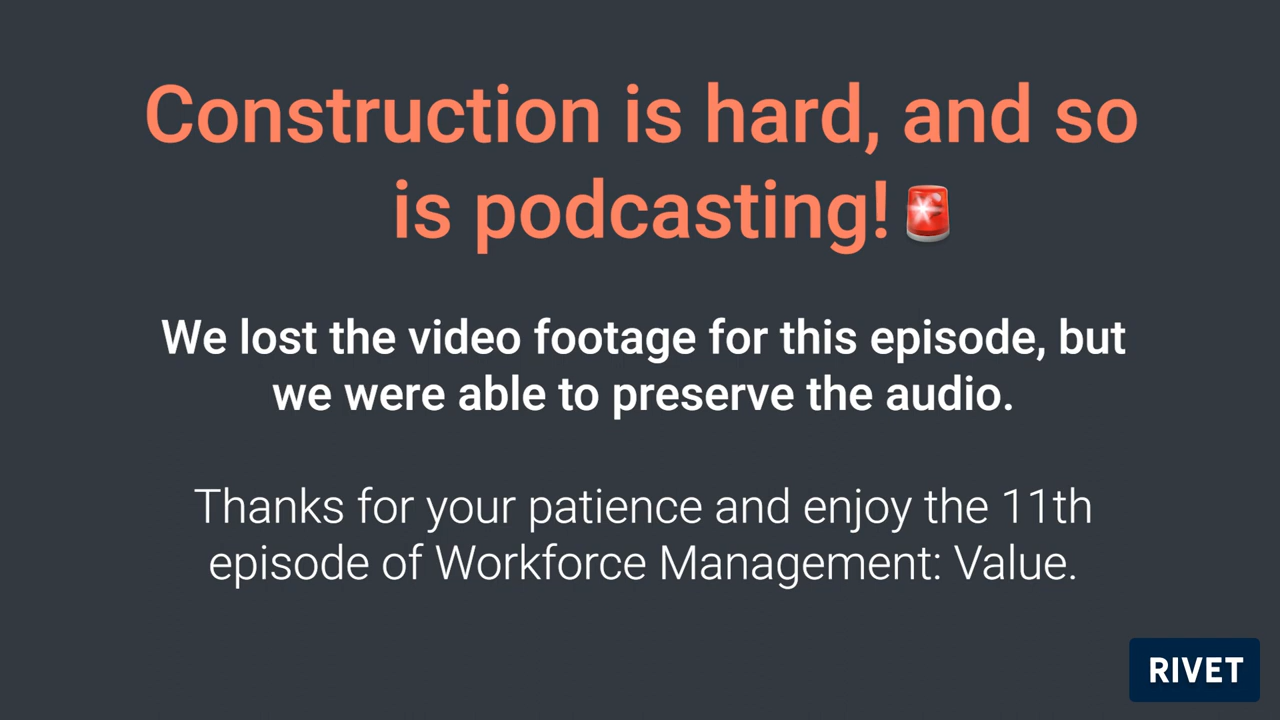 Construction is hard, and so
is podcasting!🚨
We lost the video footage for this episode, but
we were able to preserve the audio.
Thanks for your patience and enjoy the 11th
episode of Workforce Management: Value.
RIVET